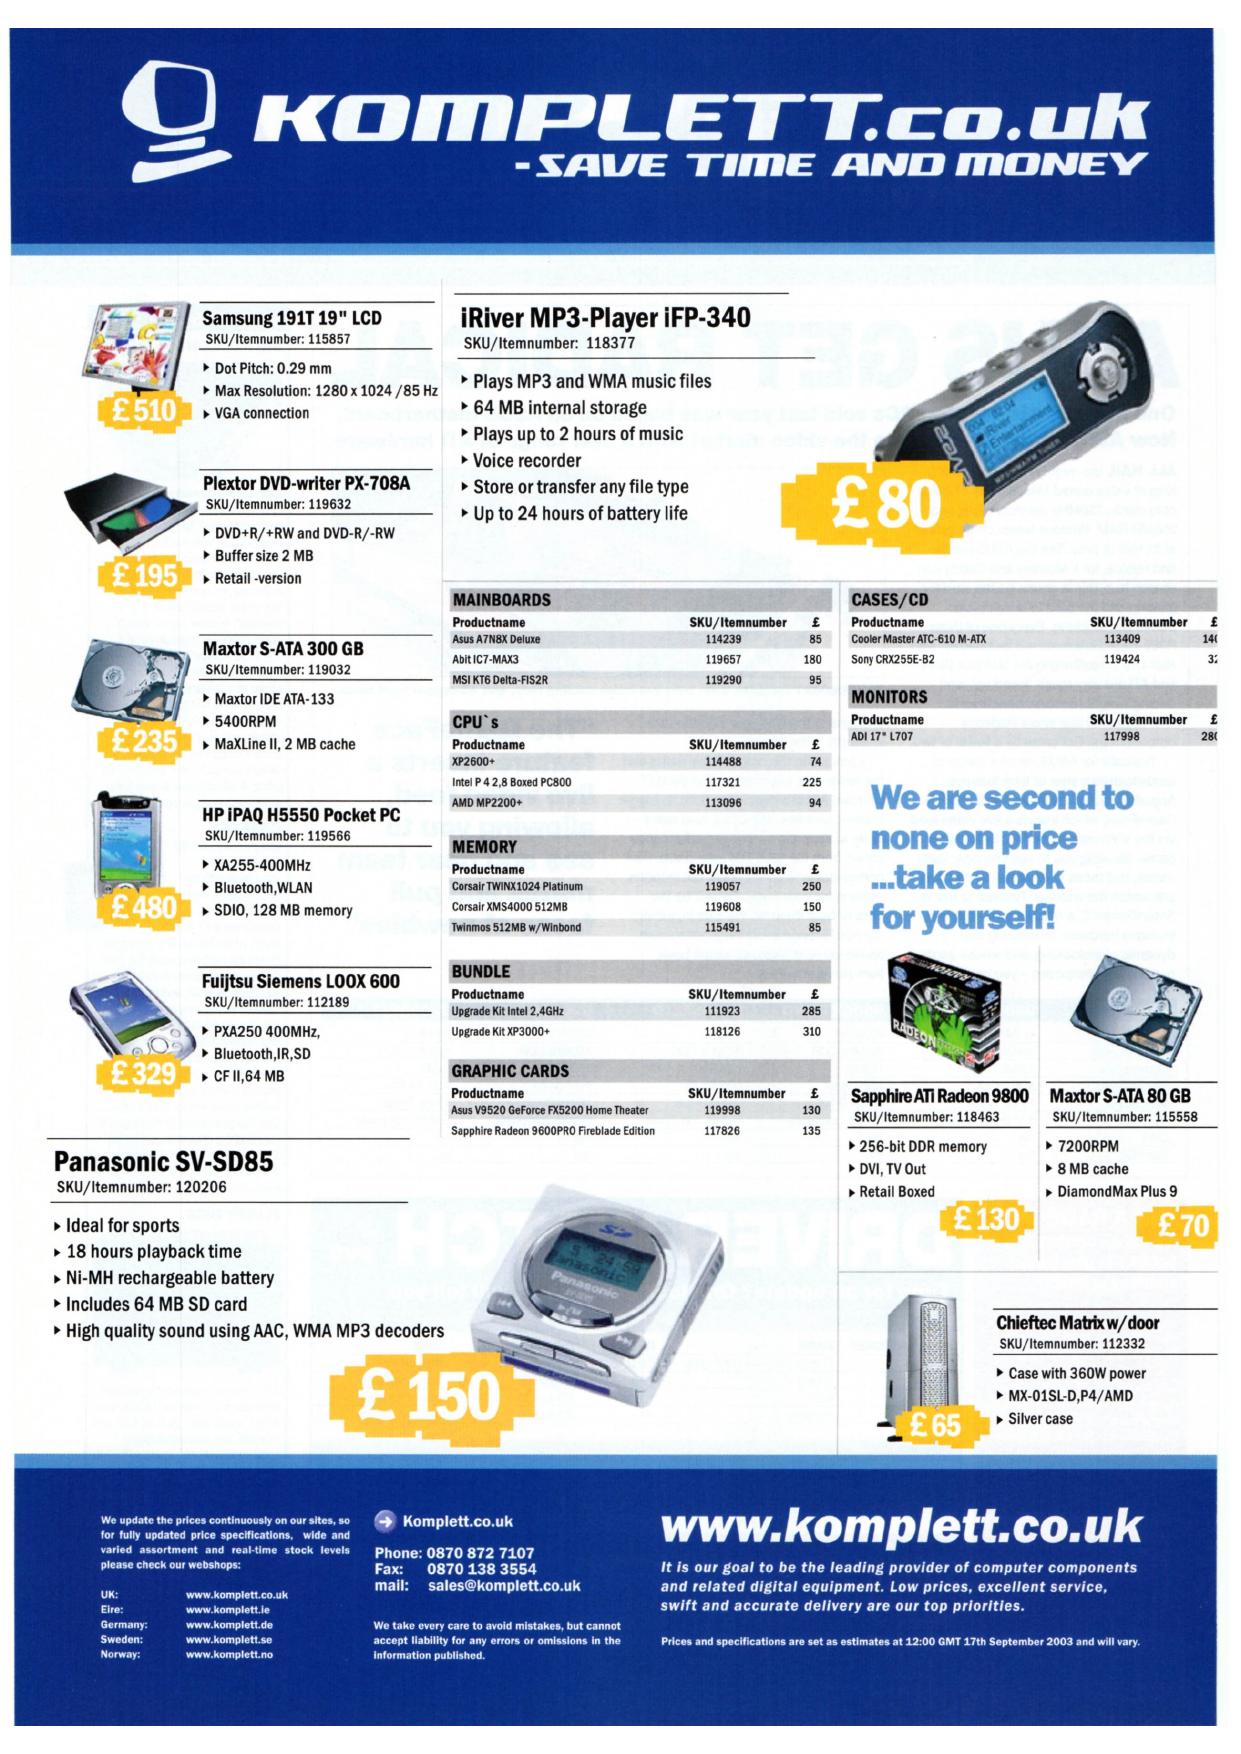 KOMPLETT.co.uk
-SAVE TIME AND MONEY
Samsung 191T 19" LCD
SKU/Itemnumber: 115857
Dot Pitch: 0.29 mm
Max Resolution: 1280 x 1024 /85 Hz
VGA connection
£510
Plextor DVD-writer PX-708A
SKU/Itemnumber: 119632
DVD+R/+RW and DVD-R/-RW
Buffer size 2 MB
Retail -version
£195
Maxtor S-ATA 300 GB
SKU/Itemnumber: 119032
Maxtor IDE ATA-133
5400RPM
MaXLine II, 2 MB cache
£235
HP iPAQ H5550 Pocket PC
SKU/Itemnumber: 119566
XA255-400MHz
Bluetooth,WLAN
SDIO, 128 MB memory
£480
Fuijtsu Siemens LOOX 600
SKU/Itemnumber: 112189
PXA250 400MHz,
Bluetooth,IR,SD
CF II,64 MB
£329
iRiver MP3-Player iFP-340
SKU/Itemnumber: 118377
Plays MP3 and WMA music files
64 MB internal storage
Plays up to 2 hours of music
Voice recorder
Store or transfer any file type
Up to 24 hours of battery life
£80
MAINBOARDS
Productname SKU/Itemnumber £
Asus A7N8X Deluxe 114239 85
Abit IC7-MAX3 119657 180
MSI KT6 Delta-FIS2R 119290 95
CPU`s
Productname SKU/Itemnumber £
XP2600+ 114488 74
Intel P 4 2,8 Boxed PC800 117321 225
AMD MP2200+ 113096 94
MEMORY
Productname SKU/Itemnumber £
Corsair TWINX1024 Platinum 119057 250
Corsair XMS4000 512MB 119608 150
Twinmos 512MB w/Winbond 115491 85
BUNDLE
Productname SKU/Itemnumber £
Upgrade Kit Intel 2,4GHz 111923 285
Upgrade Kit XP3000+ 118126 310
GRAPHIC CARDS
Productname SKU/Itemnumber £
Asus V9520 GeForce FX5200 Home Theater 119998 130
Sapphire Radeon 9600PRO Fireblade Edition 117826 135
CASES/CD
Productname SKU/Itemnumber £
Cooler Master ATC-610 M-ATX 113409 140
Sony CRX255E-B2 119424 32
MONITORS
Productname SKU/Itemnumber £
ADI 17" L707 117998 280
We are second to
none on price
...take a look
for yourself!
RADEON
Sapphire ATi Radeon 9800
SKU/Itemnumber: 118463
256-bit DDR memory
DVI, TV Out
Retail Boxed
£130
Maxtor S-ATA 80 GB
SKU/Itemnumber: 115558
7200RPM
8 MB cache
DiamondMax Plus 9
£70
Panasonic SV-SD85
SKU/Itemnumber: 120206
Ideal for sports
18 hours playback time
Ni-MH rechargeable battery
Includes 64 MB SD card
High quality sound using AAC, WMA MP3 decoders
Panasonic
£150
Chieftec Matrix w/door
SKU/Itemnumber: 112332
Case with 360W power
MX-01SL-D,P4/AMD
Silver case
£65
We update the prices continuously on our sites, so
for fully updated price specifications, wide and
varied assortment and real-time stock levels
please check our webshops:
UK: www.komplett.co.uk
Eire: www.komplett.ie
Germany: www.komplett.de
Sweden: www.komplett.se
Norway: www.komplett.no
Komplett.co.uk
Phone: 0870 872 7107
Fax: 0870 138 3554
mail: sales@komplett.co.uk
We take every care to avoid mistakes, but cannot
accept liability for any errors or omissions in the
information published.
www.komplett.co.uk
It is our goal to be the leading provider of computer components
and related digital equipment. Low prices, excellent service,
swift and accurate delivery are our top priorities.
Prices and specifications are set as estimates at 12:00 GMT 17th September 2003 and will vary.